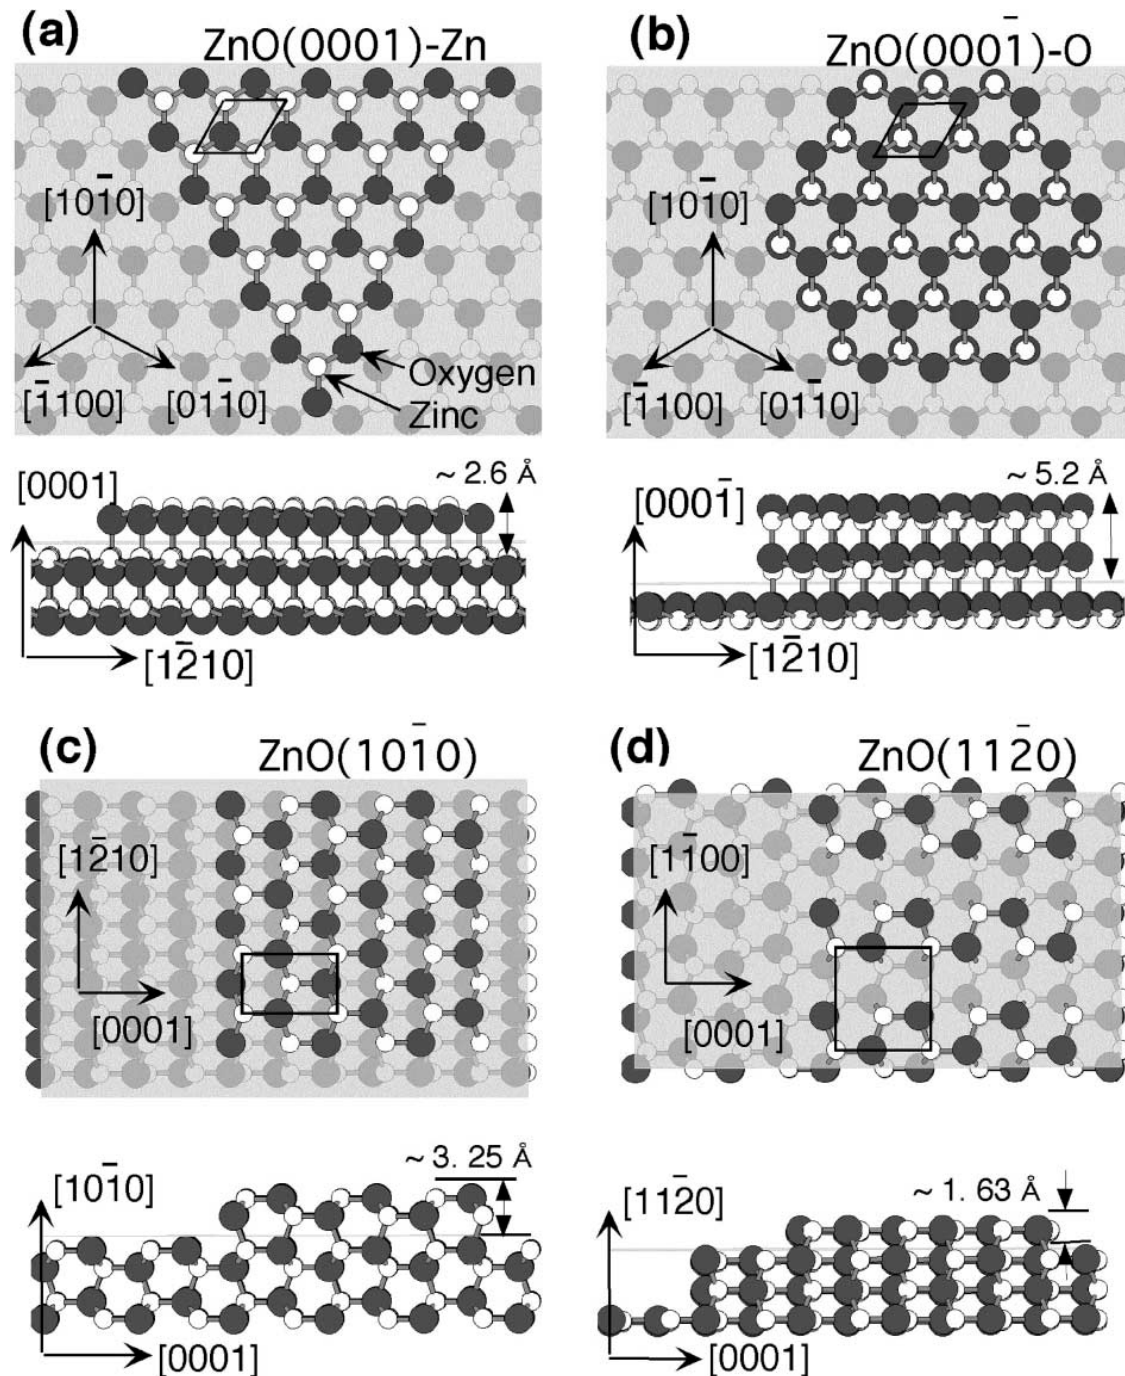 (a) ZnO(0001)-Zn
[101̄0]
[1̄100] [011̄0]
Oxygen
Zinc
[0001]
~ 2.6 Å
[12̄10]
(b) ZnO(0001̄)-O
[101̄0]
[1̄100] [011̄0]
[0001̄]
~ 5.2 Å
[12̄10]
(c) ZnO(101̄0)
[12̄10]
[0001]
[101̄0]
~ 3. 25 Å
[0001]
(d) ZnO(112̄0)
[11̄00]
[0001]
[112̄0]
~ 1. 63 Å
[0001]